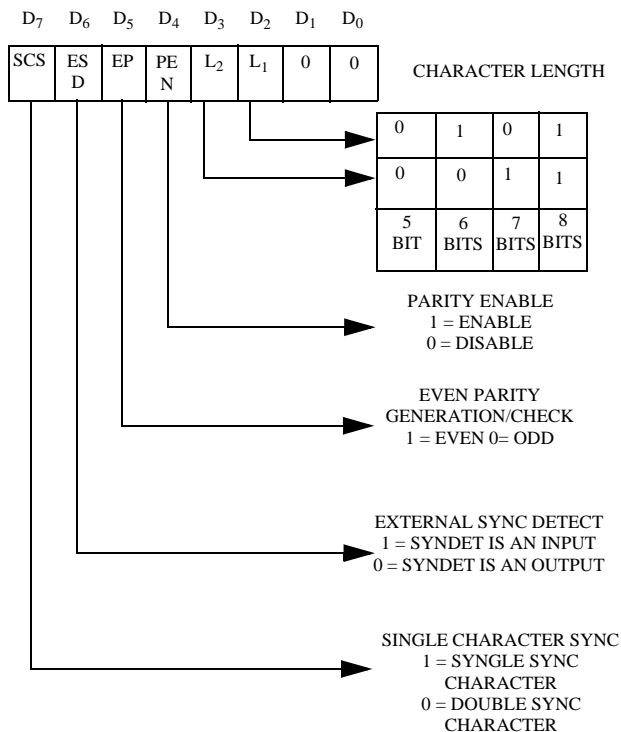 D7 D6 D5 D4 D3 D2 D1 D0
SCS ES D EP PE N L2 L1 0 0
CHARACTER LENGTH
0 1 0 1
0 0 1 1
5 BIT 6 BITS 7 BITS 8 BITS
PARITY ENABLE
1 = ENABLE
0 = DISABLE
EVEN PARITY
GENERATION/CHECK
1 = EVEN 0= ODD
EXTERNAL SYNC DETECT
1 = SYNDET IS AN INPUT
0 = SYNDET IS AN OUTPUT
SINGLE CHARACTER SYNC
1 = SYNGLE SYNC
CHARACTER
0 = DOUBLE SYNC
CHARACTER